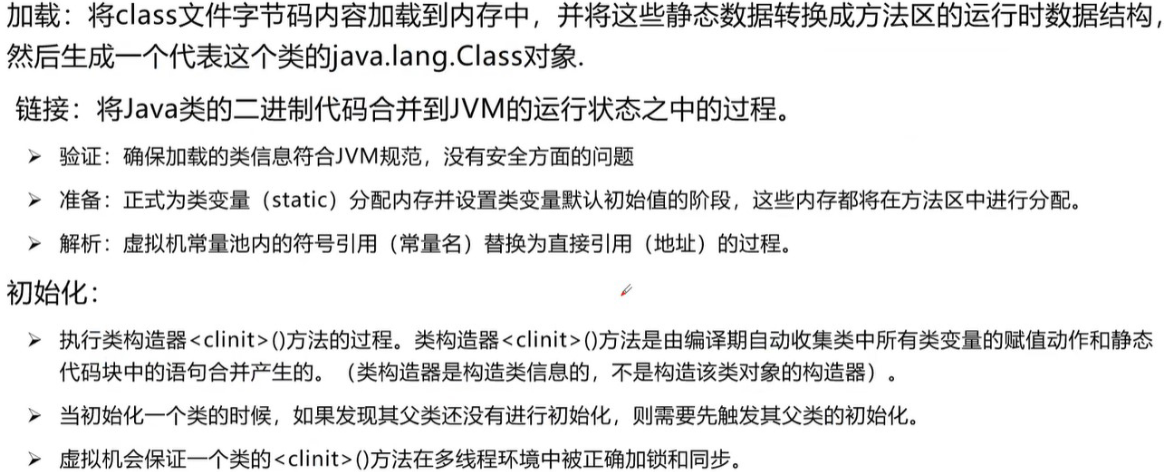 加载：将class文件字节码内容加载到内存中，并将这些静态数据转换成方法区的运行时数据结构，
然后生成一个代表这个类的java.lang.Class对象.
链接：将Java类的二进制代码合并到JVM的运行状态之中的过程。
➢ 验证：确保加载的类信息符合JVM规范，没有安全方面的问题
➢ 准备：正式为类变量（static）分配内存并设置类变量默认初始值的阶段，这些内存都将在方法区中进行分配。
➢ 解析：虚拟机常量池内的符号引用（常量名）替换为直接引用（地址）的过程。
初始化：
➢ 执行类构造器<clinit>()方法的过程。类构造器<clinit>()方法是由编译期自动收集类中所有类变量的赋值动作和静态
代码块中的语句合并产生的。（类构造器是构造类信息的，不是构造该类对象的构造器）。
➢ 当初始化一个类的时候，如果发现其父类还没有进行初始化，则需要先触发其父类的初始化。
➢ 虚拟机会保证一个类的<clinit>()方法在多线程环境中被正确加锁和同步。